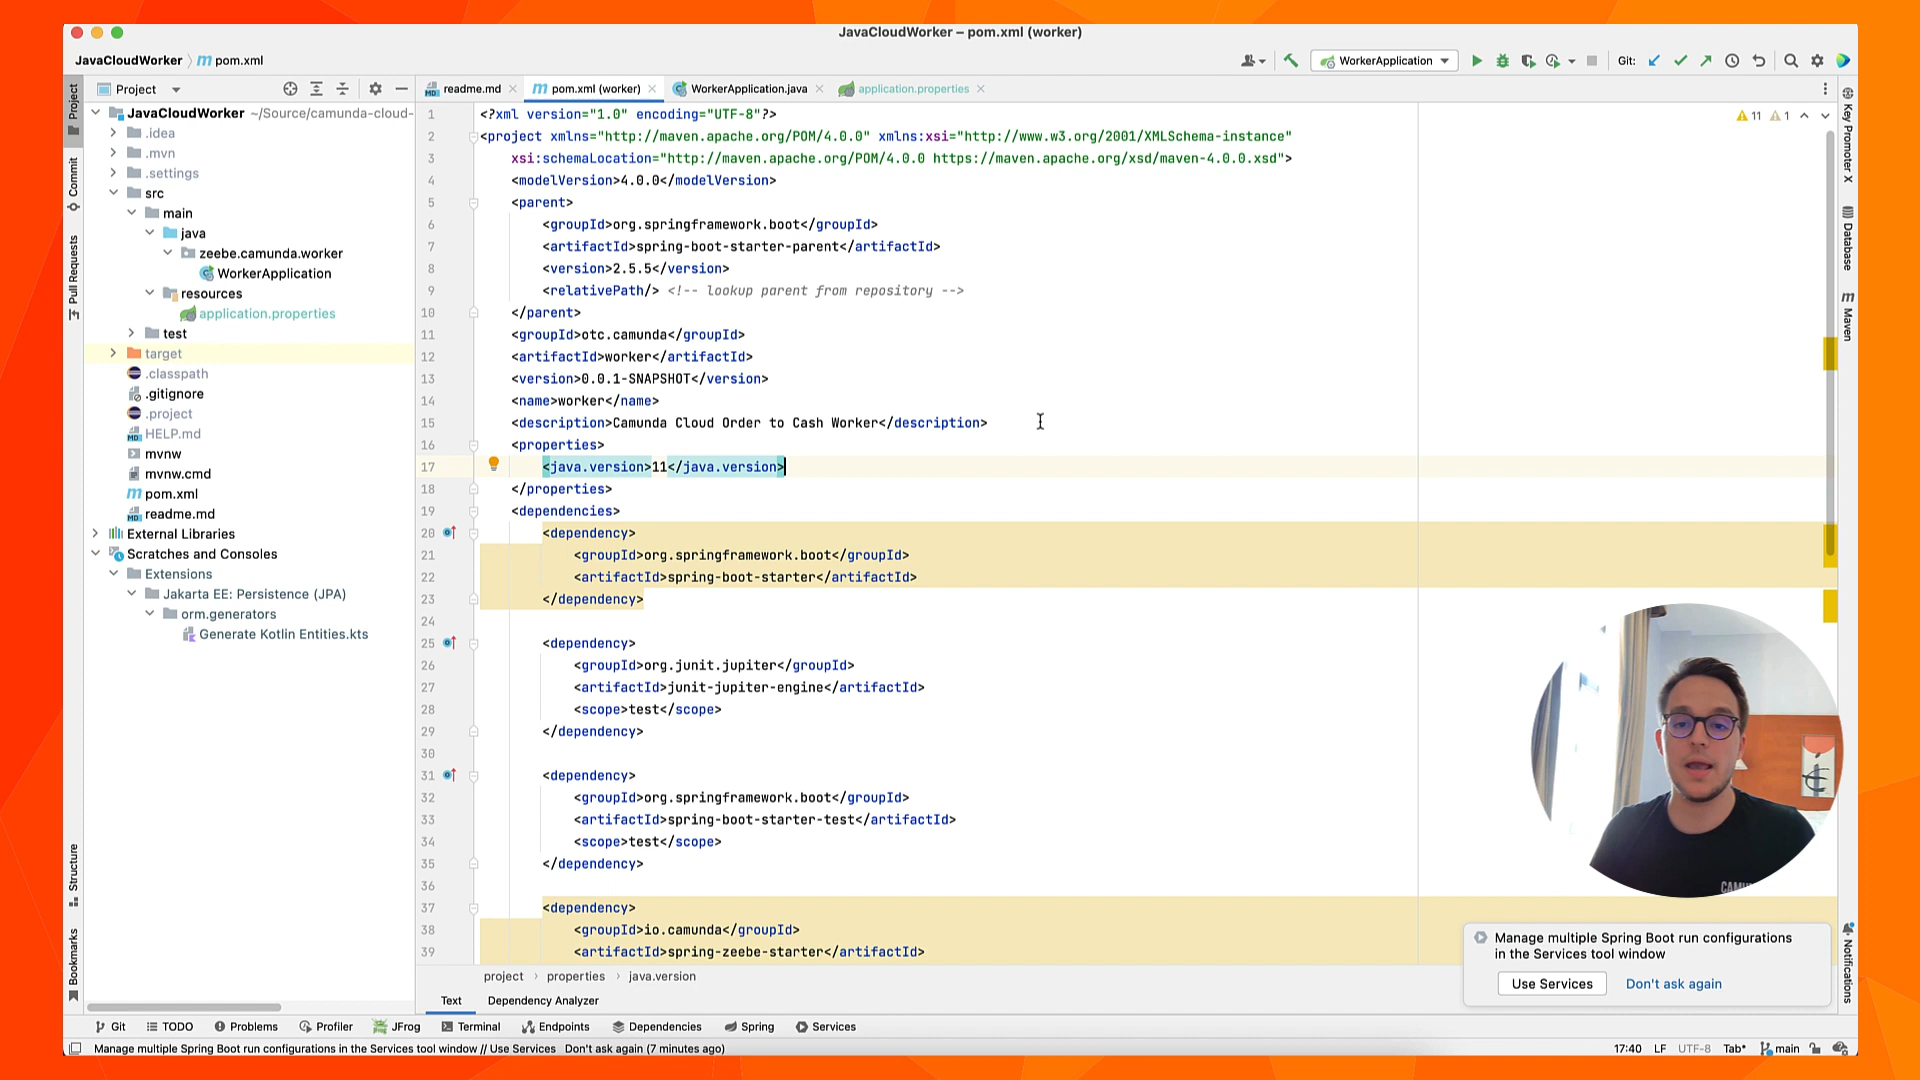 JavaCloudWorker – pom.xml (worker)
JavaCloudWorker 〉 pom.xml
WorkerApplication
Git:
Project
readme.md
pom.xml (worker)
WorkerApplication.java
application.properties
JavaCloudWorker ~/Source/camunda-cloud-
.idea
.mvn
.settings
src
main
java
zeebe.camunda.worker
WorkerApplication
resources
application.properties
test
target
.classpath
.gitignore
.project
HELP.md
mvnw
mvnw.cmd
pom.xml
readme.md
External Libraries
Scratches and Consoles
Extensions
Jakarta EE: Persistence (JPA)
orm.generators
Generate Kotlin Entities.kts
Project
Commit
Pull Requests
Structure
Bookmarks
11 1
1 <?xml version="1.0" encoding="UTF-8"?>
2 <project xmlns="http://maven.apache.org/POM/4.0.0" xmlns:xsi="http://www.w3.org/2001/XMLSchema-instance"
3 xsi:schemaLocation="http://maven.apache.org/POM/4.0.0 https://maven.apache.org/xsd/maven-4.0.0.xsd">
4 <modelVersion>4.0.0</modelVersion>
5 <parent>
6 <groupId>org.springframework.boot</groupId>
7 <artifactId>spring-boot-starter-parent</artifactId>
8 <version>2.5.5</version>
9 <relativePath/> <!-- lookup parent from repository -->
10 </parent>
11 <groupId>otc.camunda</groupId>
12 <artifactId>worker</artifactId>
13 <version>0.0.1-SNAPSHOT</version>
14 <name>worker</name>
15 <description>Camunda Cloud Order to Cash Worker</description>
16 <properties>
17 <java.version>11</java.version>
18 </properties>
19 <dependencies>
20 <dependency>
21 <groupId>org.springframework.boot</groupId>
22 <artifactId>spring-boot-starter</artifactId>
23 </dependency>
24
25 <dependency>
26 <groupId>org.junit.jupiter</groupId>
27 <artifactId>junit-jupiter-engine</artifactId>
28 <scope>test</scope>
29 </dependency>
30
31 <dependency>
32 <groupId>org.springframework.boot</groupId>
33 <artifactId>spring-boot-starter-test</artifactId>
34 <scope>test</scope>
35 </dependency>
36
37 <dependency>
38 <groupId>io.camunda</groupId>
39 <artifactId>spring-zeebe-starter</artifactId>
Key Promoter X
Database
Maven
Notifications
Manage multiple Spring Boot run configurations
in the Services tool window
Use Services Don't ask again
project › properties › java.version
Text Dependency Analyzer
Git TODO Problems Profiler JFrog Terminal Endpoints Dependencies Spring Services
Manage multiple Spring Boot run configurations in the Services tool window // Use Services Don't ask again (7 minutes ago)
17:40 LF UTF-8 Tab* main